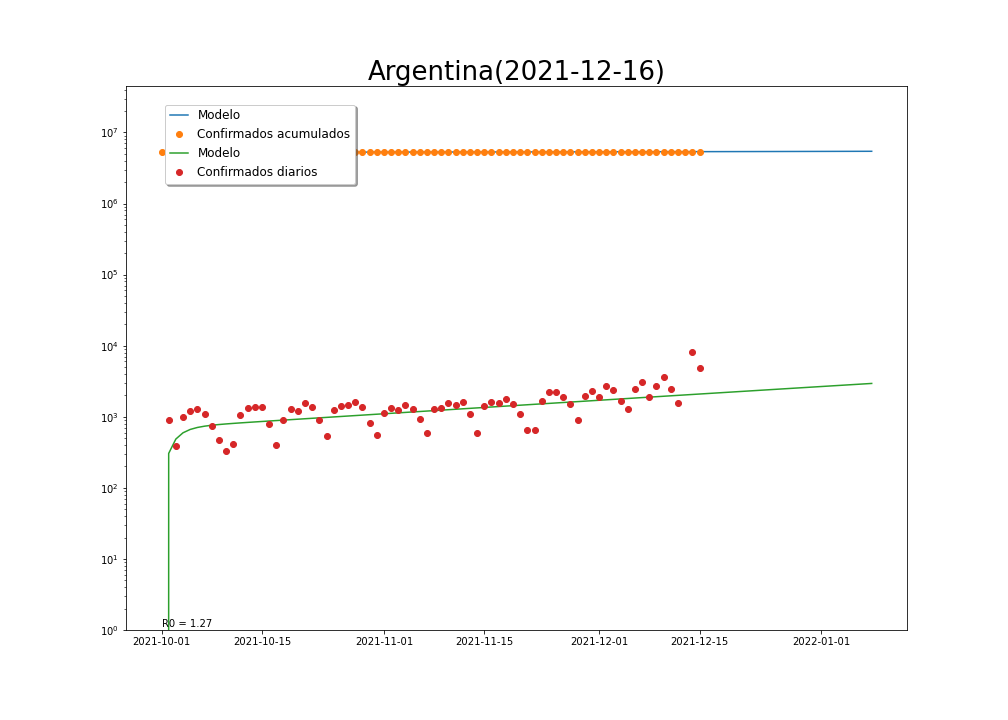 Argentina(2021-12-16)
Modelo
Confirmados acumulados
Modelo
Confirmados diarios
10^7
10^6
10^5
10^4
10^3
10^2
10^1
10^0
R0 = 1.27
2021-10-01 2021-10-15 2021-11-01 2021-11-15 2021-12-01 2021-12-15 2022-01-01